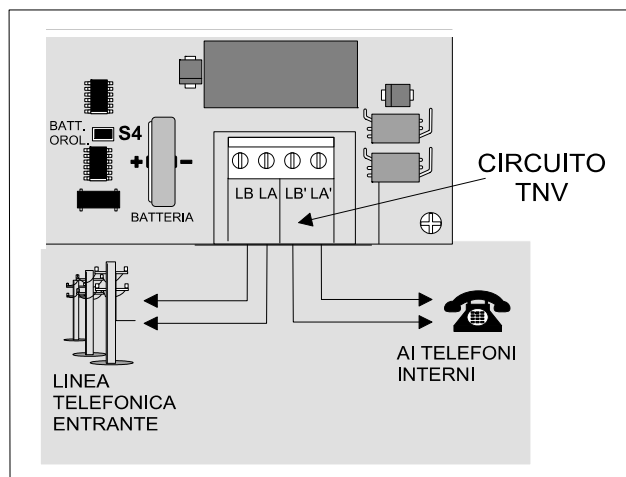 BATT.
OROL.
S4
+ -
BATTERIA
LB LA LB' LA'
CIRCUITO
TNV
LINEA
TELEFONICA
ENTRANTE
AI TELEFONI
INTERNI